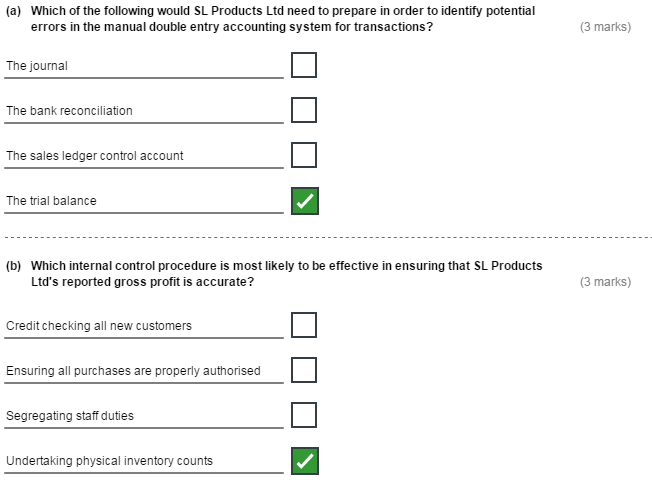 (a) Which of the following would SL Products Ltd need to prepare in order to identify potential
errors in the manual double entry accounting system for transactions? (3 marks)
The journal
The bank reconciliation
The sales ledger control account
The trial balance
(b) Which internal control procedure is most likely to be effective in ensuring that SL Products
Ltd's reported gross profit is accurate? (3 marks)
Credit checking all new customers
Ensuring all purchases are properly authorised
Segregating staff duties
Undertaking physical inventory counts